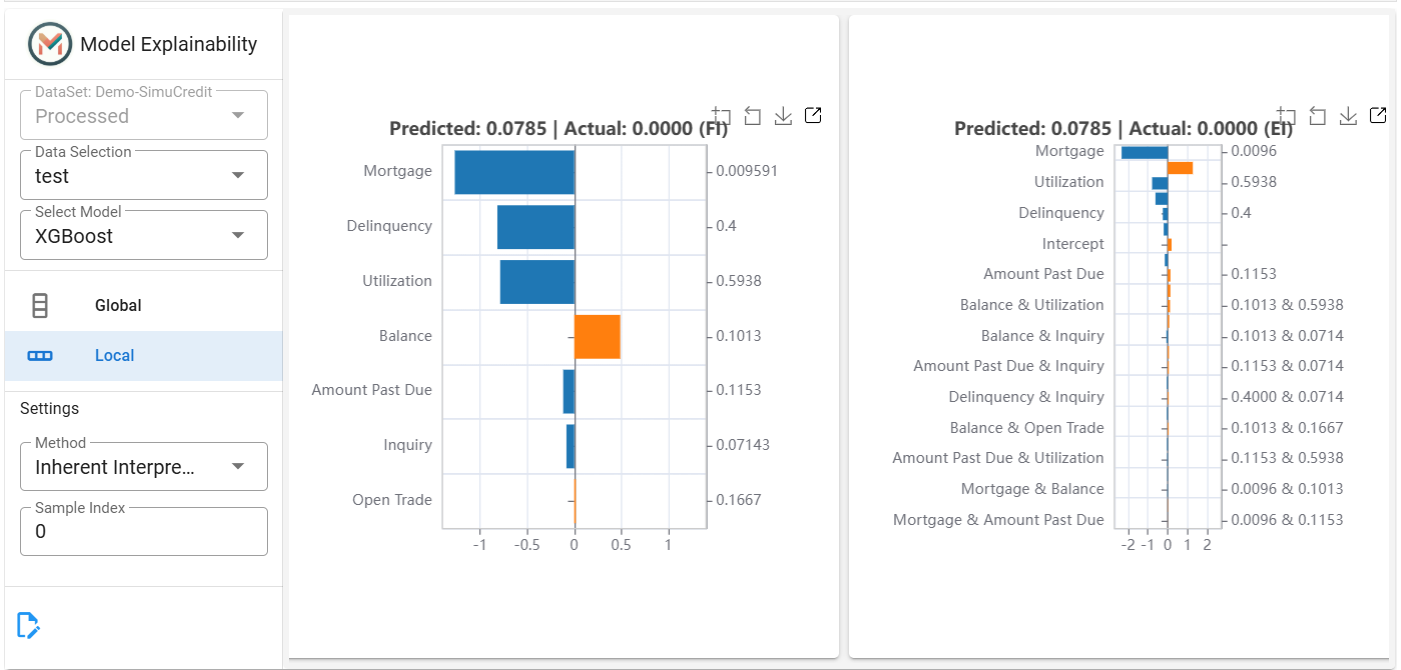 Model Explainability
DataSet: Demo-SimuCredit
Processed
Data Selection
test
Select Model
XGBoost
Global
Local
Settings
Method
Inherent Interpre...
Sample Index
0
Predicted: 0.0785 | Actual: 0.0000 (FI)
Mortgage 0.009591
Delinquency 0.4
Utilization 0.5938
Balance 0.1013
Amount Past Due 0.1153
Inquiry 0.07143
Open Trade 0.1667
-1 -0.5 0 0.5 1
Predicted: 0.0785 | Actual: 0.0000 (EI)
Mortgage 0.0096
Utilization 0.5938
Delinquency 0.4
Intercept
Amount Past Due 0.1153
Balance & Utilization 0.1013 & 0.5938
Balance & Inquiry 0.1013 & 0.0714
Amount Past Due & Inquiry 0.1153 & 0.0714
Delinquency & Inquiry 0.4000 & 0.0714
Balance & Open Trade 0.1013 & 0.1667
Amount Past Due & Utilization 0.1153 & 0.5938
Mortgage & Balance 0.0096 & 0.1013
Mortgage & Amount Past Due 0.0096 & 0.1153
-2 -1 0 1 2